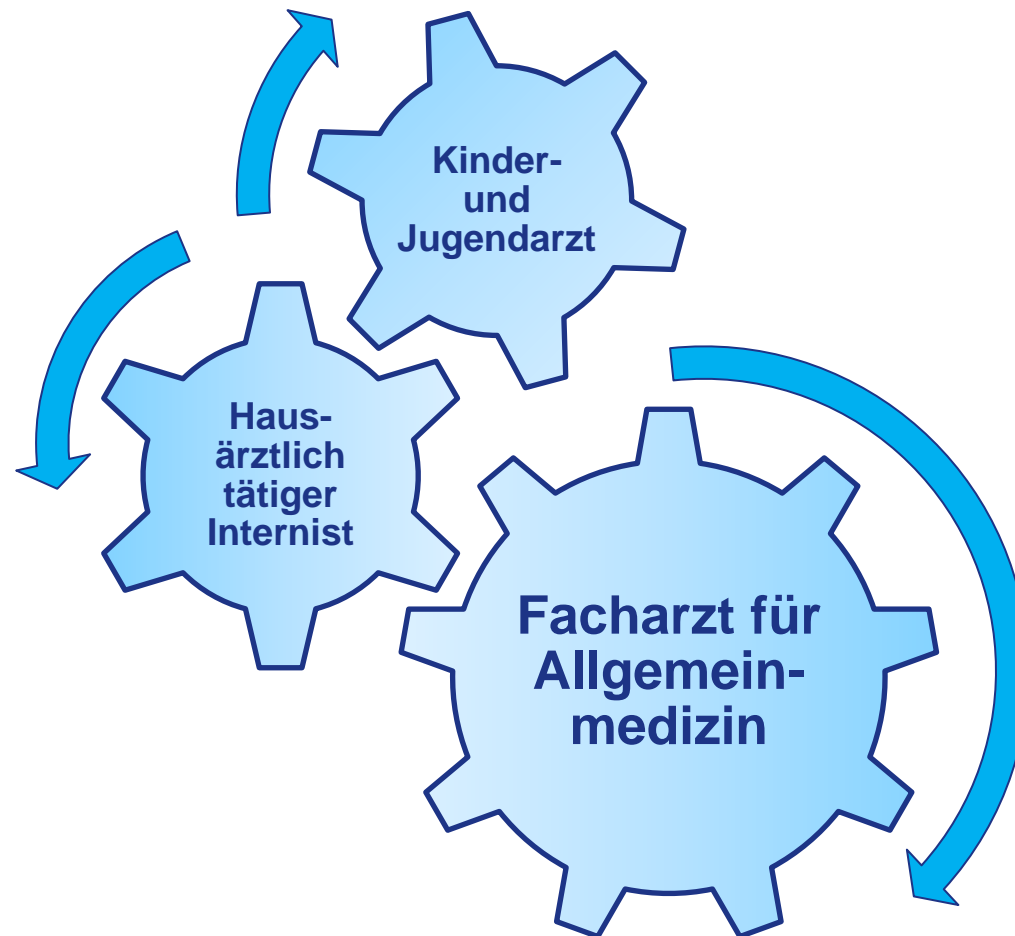 Kinder-
und
Jugendarzt
Haus-
ärztlich
tätiger
Internist
Facharzt für
Allgemein-
medizin